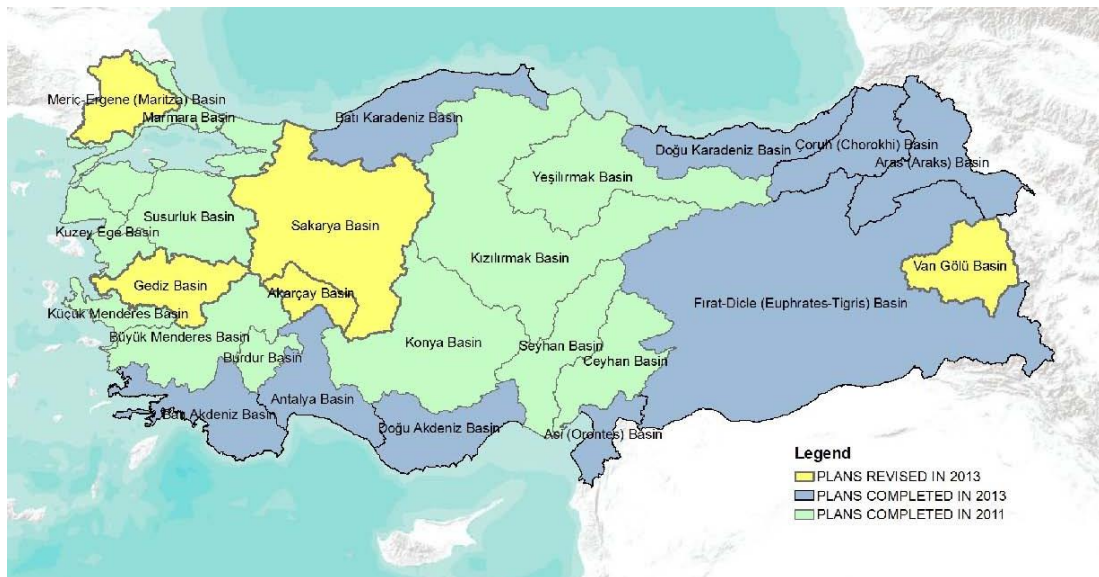 Meriç-Ergene (Maritza) Basin
Marmara Basin
Batı Karadeniz Basin
Doğu Karadeniz Basin
Çoruh (Chorokhi) Basin
Aras (Araks) Basin
Yeşilırmak Basin
Susurluk Basin
Sakarya Basin
Kuzey Ege Basin
Kızılırmak Basin
Van Gölü Basin
Gediz Basin
Akarçay Basin
Fırat-Dicle (Euphrates-Tigris) Basin
Küçük Menderes Basin
Büyük Menderes Basin
Konya Basin
Seyhan Basin
Burdur Basin
Ceyhan Basin
Antalya Basin
Batı Akdeniz Basin
Doğu Akdeniz Basin
Asi (Orontes) Basin
Legend
PLANS REVISED IN 2013
PLANS COMPLETED IN 2013
PLANS COMPLETED IN 2011